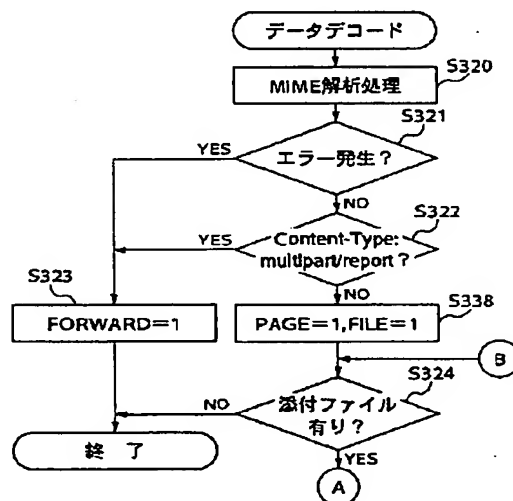 データデコード
S320
MIME解析処理
S321
エラー発生?
YES
NO
S322
Content-Type:
multipart/report?
YES
NO
S323
FORWARD=1
S338
PAGE=1,FILE=1
B
S324
添付ファイル
有り?
NO
YES
終 了
A